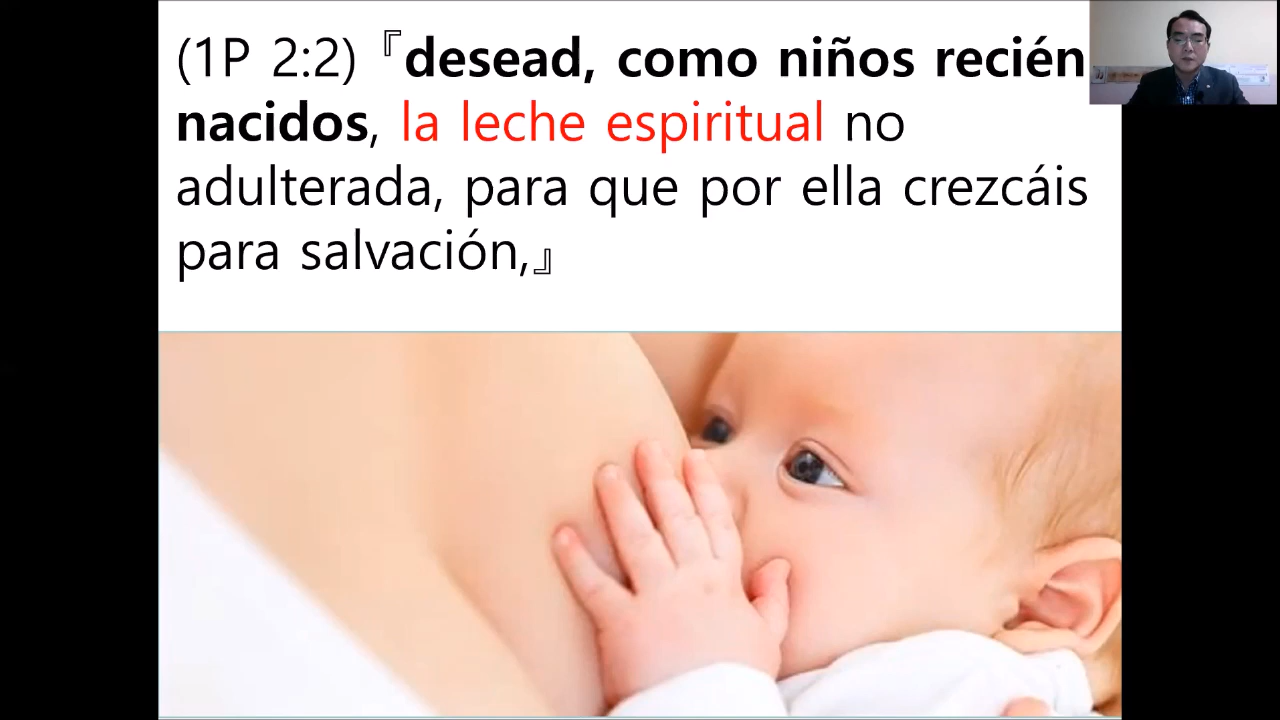 (1P 2:2)『desead, como niños recién
nacidos, la leche espiritual no
adulterada, para que por ella crezcáis
para salvación,』